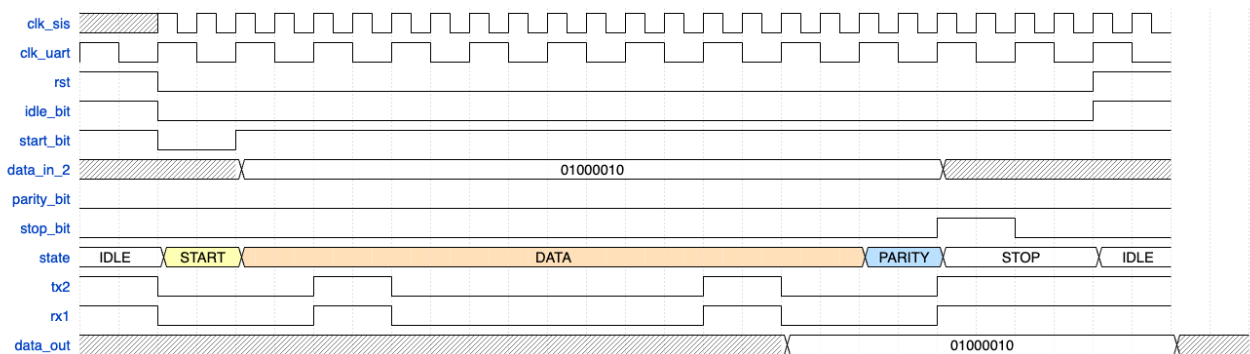 clk_sis
clk_uart
rst
idle_bit
start_bit
data_in_2 01000010
parity_bit
stop_bit
state IDLE START DATA PARITY STOP IDLE
tx2
rx1
data_out 01000010